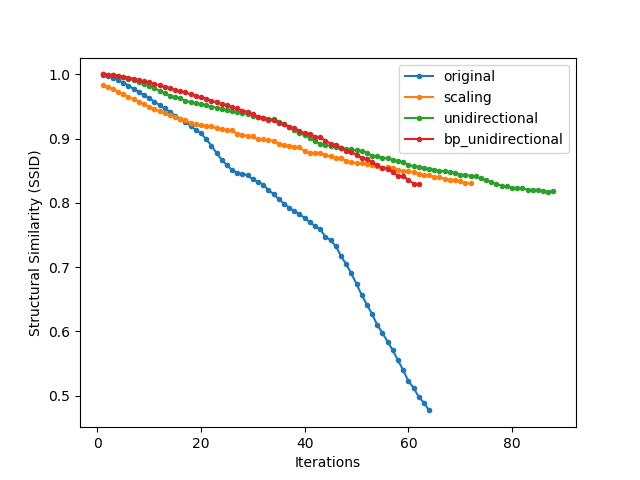 original
scaling
unidirectional
bp_unidirectional
1.0
0.9
0.8
0.7
0.6
0.5
Structural Similarity (SSID)
0
20
40
60
80
Iterations